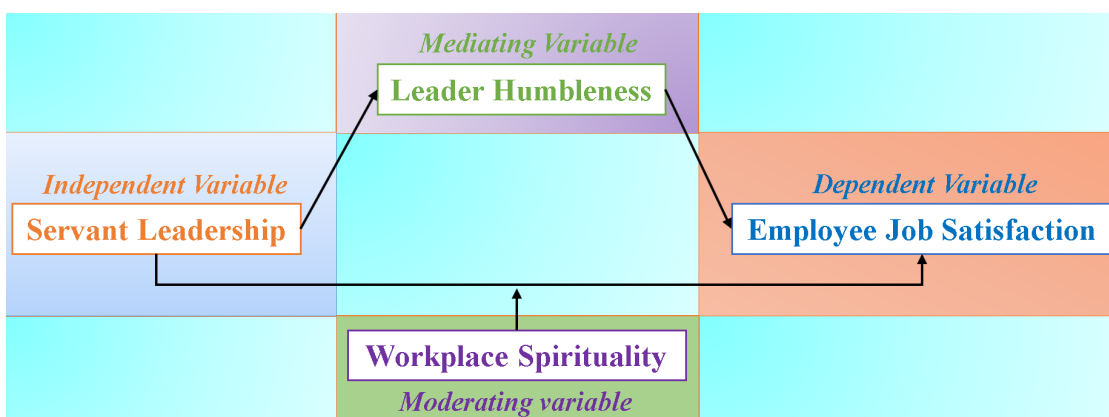 Mediating Variable
Leader Humbleness
Independent Variable
Servant Leadership
Dependent Variable
Employee Job Satisfaction
Workplace Spirituality
Moderating variable